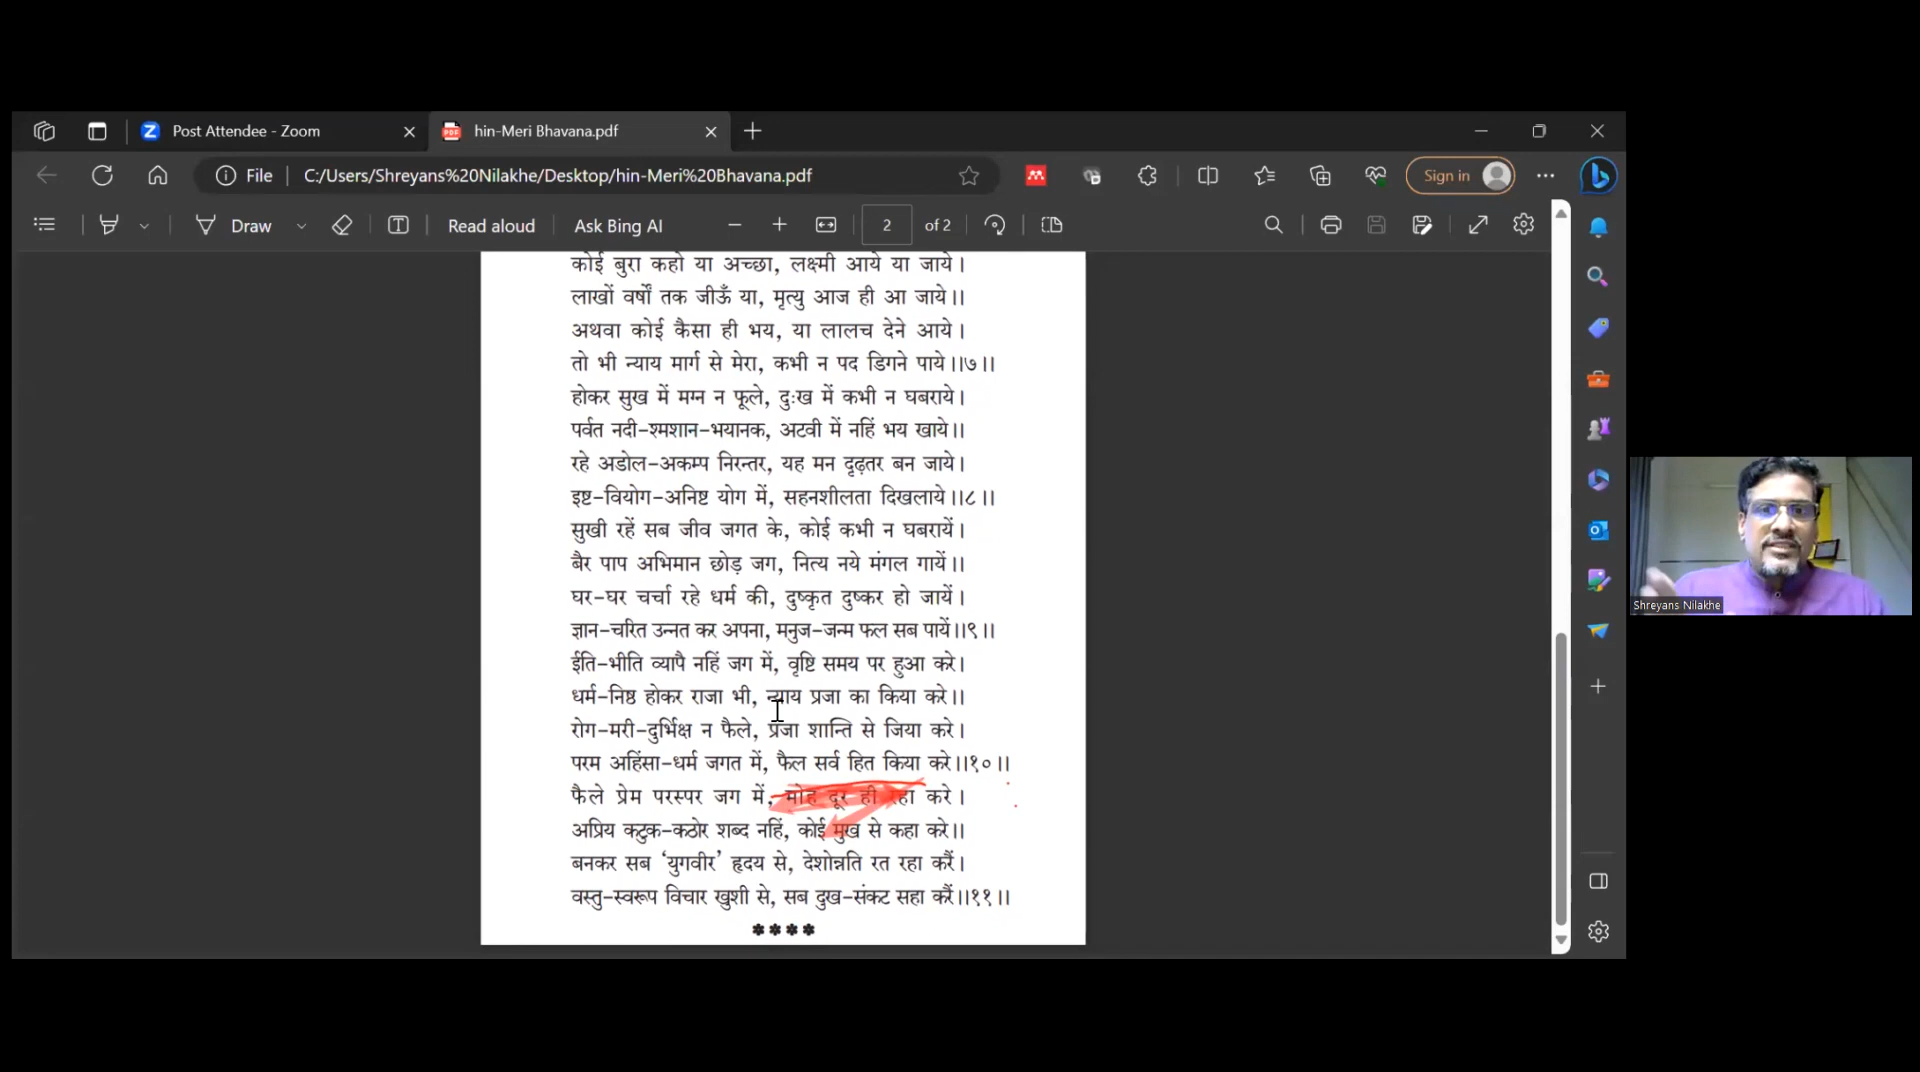 Post Attendee - Zoom
hin-Meri Bhavana.pdf
File
C:/Users/Shreyans%20Nilakhe/Desktop/hin-Meri%20Bhavana.pdf
Sign in
Draw
Read aloud
Ask Bing AI
2
of 2
कोई बुरा कहो या अच्छा, लक्ष्मी आये या जाये।
लाखों वर्षों तक जीऊँ या, मृत्यु आज ही आ जाये।।
अथवा कोई कैसा ही भय, या लालच देने आये।
तो भी न्याय मार्ग से मेरा, कभी न पद डिगने पाये।।७।।
होकर सुख में मग्न न फूले, दुःख में कभी न घबराये।
पर्वत नदी-श्मशान-भयानक, अटवी में नहिं भय खाये।।
रहे अडोल-अकम्प निरन्तर, यह मन दृढ़तर बन जाये।
इष्ट-वियोग-अनिष्ट योग में, सहनशीलता दिखलाये।।८।।
सुखी रहें सब जीव जगत के, कोई कभी न घबरायें।
बैर पाप अभिमान छोड़ जग, नित्य नये मंगल गायें।।
घर-घर चर्चा रहे धर्म की, दुष्कृत दुष्कर हो जायें।
ज्ञान-चरित उन्नत कर अपना, मनुज-जन्म फल सब पायें।।९।।
ईति-भीति व्यापै नहिं जग में, वृष्टि समय पर हुआ करे।
धर्म-निष्ठ होकर राजा भी, न्याय प्रजा का किया करे।।
रोग-मरी-दुर्भिक्ष न फैले, प्रजा शान्ति से जिया करे।
परम अहिंसा-धर्म जगत में, फैल सर्व हित किया करे।।१०।।
फैले प्रेम परस्पर जग में, मोह दूर ही रहा करे।
अप्रिय कटुक-कठोर शब्द नहिं, कोई मुख से कहा करे।।
बनकर सब ‘युगवीर’ हृदय से, देशोन्नति रत रहा करैं।
वस्तु-स्वरूप विचार खुशी से, सब दुख-संकट सहा करैं।।११।।
****
Shreyans Nilakhe